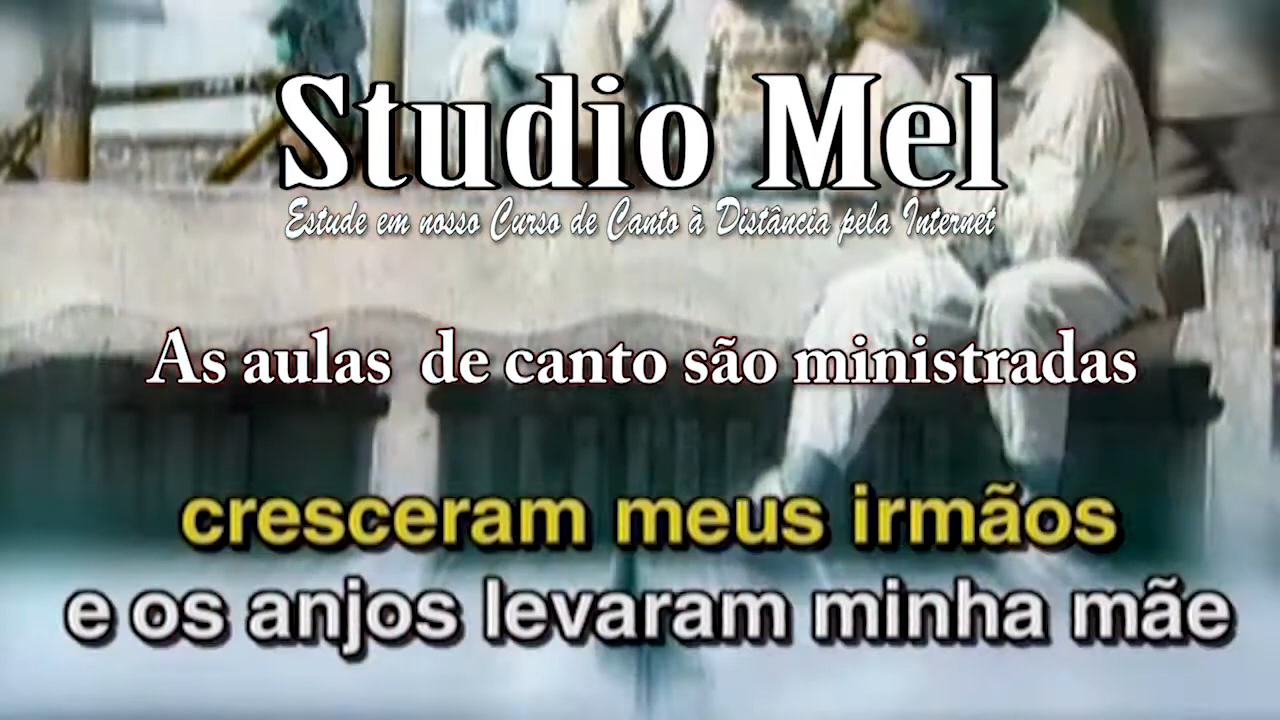 Studio Mel
Estude em nosso Curso de Canto à Distância pela Internet
As aulas de canto são ministradas
cresceram meus irmãos
e os anjos levaram minha mãe